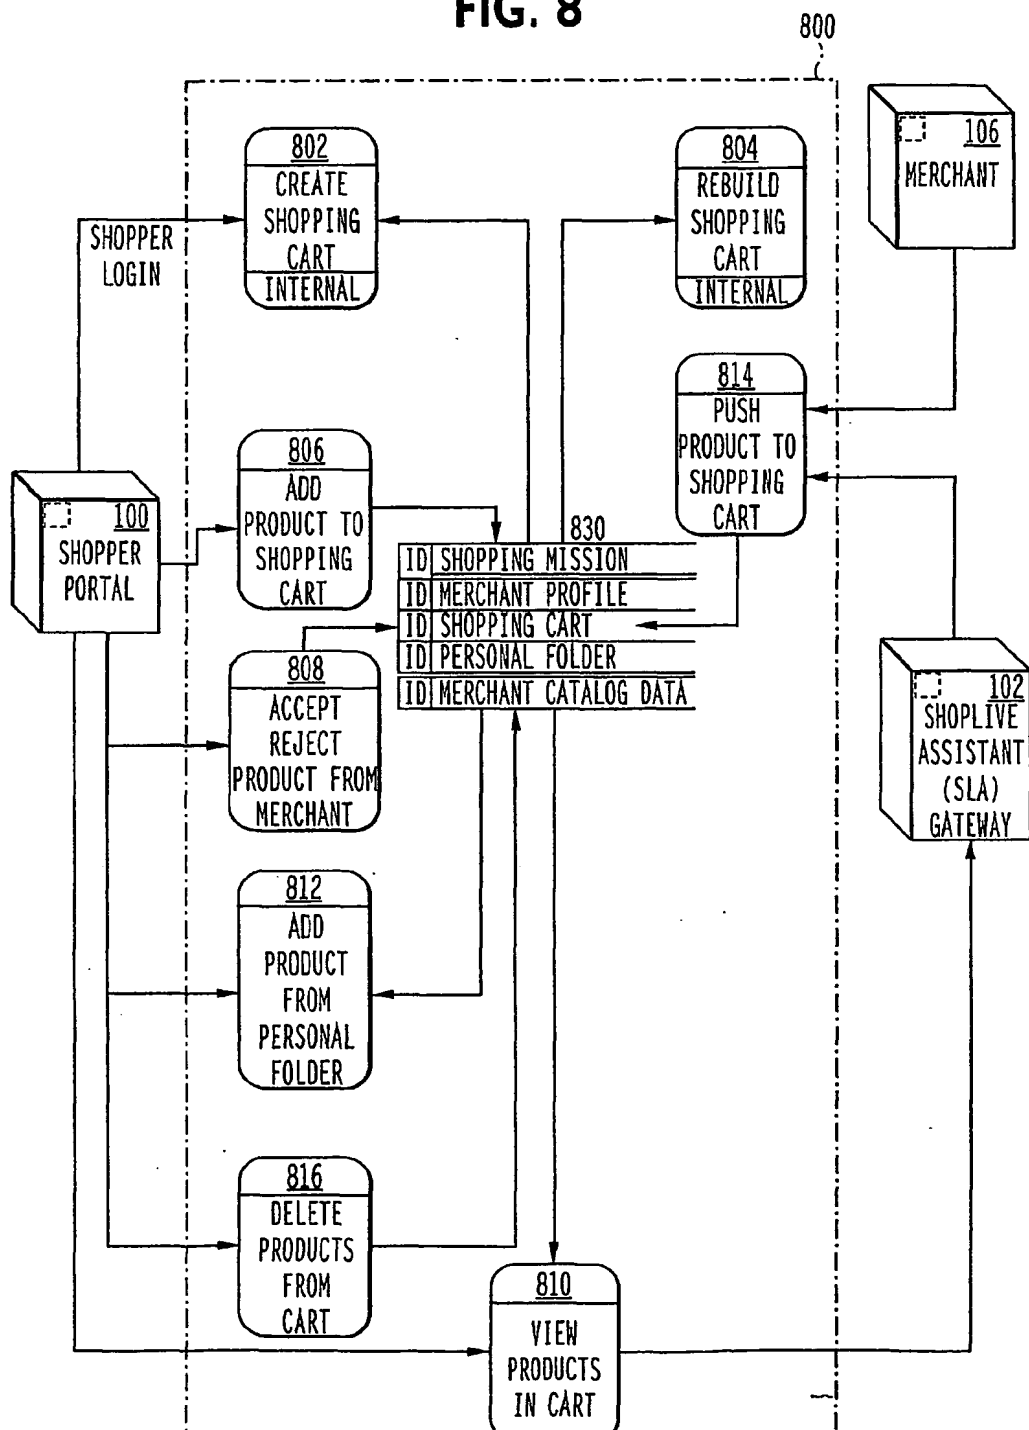 FIG. 8
800
802
CREATE
SHOPPING
CART
INTERNAL
804
REBUILD
SHOPPING
CART
INTERNAL
106
MERCHANT
SHOPPER
LOGIN
814
PUSH
PRODUCT TO
SHOPPING
CART
806
ADD
PRODUCT TO
SHOPPING
CART
100
SHOPPER
PORTAL
830
ID SHOPPING MISSION
ID MERCHANT PROFILE
ID SHOPPING CART
ID PERSONAL FOLDER
ID MERCHANT CATALOG DATA
808
ACCEPT
REJECT
PRODUCT FROM
MERCHANT
102
SHOPLIVE
ASSISTANT
(SLA)
GATEWAY
812
ADD
PRODUCT
FROM
PERSONAL
FOLDER
816
DELETE
PRODUCTS
FROM
CART
810
VIEW
PRODUCTS
IN CART